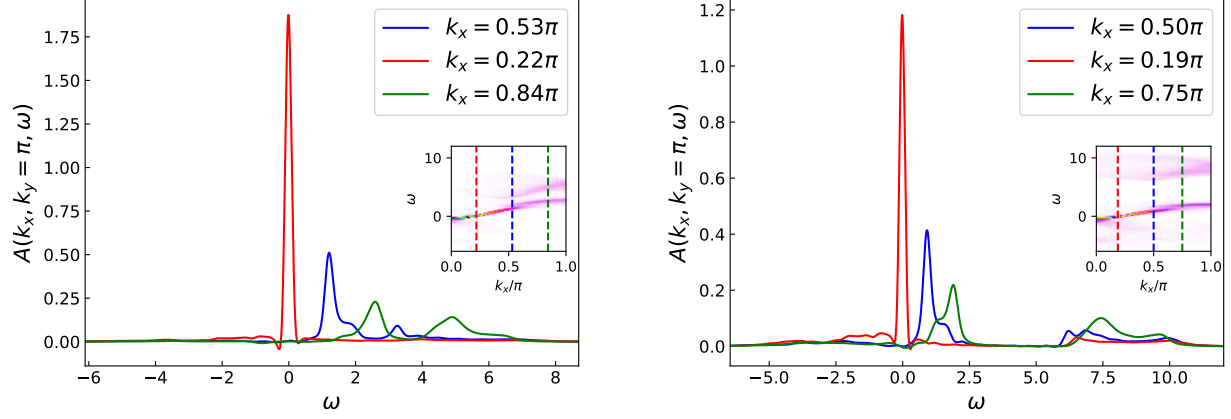 A(k_x, k_y = π, ω)
1.75
1.50
1.25
1.00
0.75
0.50
0.25
0.00
−6 −4 −2 0 2 4 6 8
ω
k_x = 0.53π
k_x = 0.22π
k_x = 0.84π
ω
10
0
0.0 0.5 1.0
k_x/π
A(k_x, k_y = π, ω)
1.2
1.0
0.8
0.6
0.4
0.2
0.0
−5.0 −2.5 0.0 2.5 5.0 7.5 10.0
ω
k_x = 0.50π
k_x = 0.19π
k_x = 0.75π
ω
10
0
0.0 0.5 1.0
k_x/π